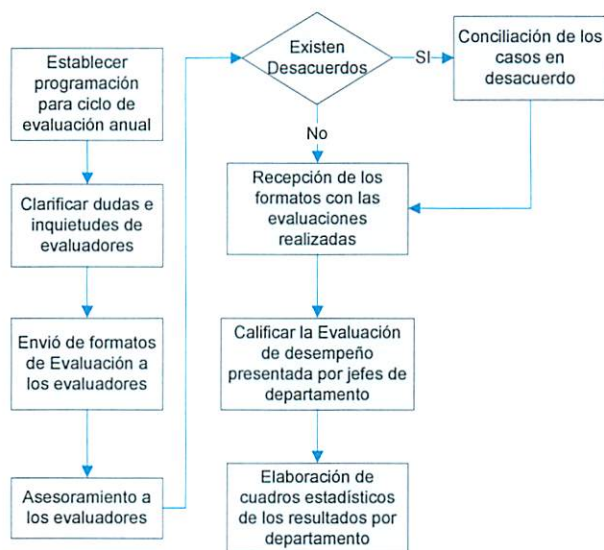 Establecer
programación
para ciclo de
evaluación anual
Clarificar dudas e
inquietudes de
evaluadores
Envió de formatos
de Evaluación a
los evaluadores
Asesoramiento a
los evaluadores
Existen
Desacuerdos
SI
Conciliación de los
casos en
desacuerdo
No
Recepción de los
formatos con las
evaluaciones
realizadas
Calificar la Evaluación
de desempeño
presentada por jefes de
departamento
Elaboración de
cuadros estadísticos
de los resultados por
departamento